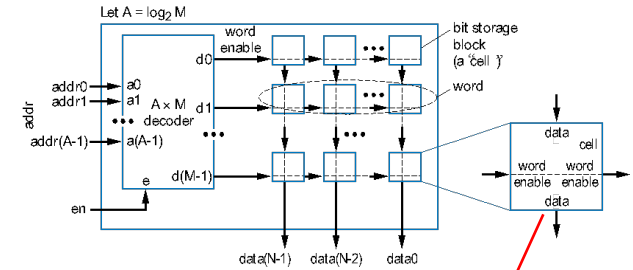 Let A = log2 M
word
enable
bit storage
block
(a "cell")
d0
word
addr
addr0
addr1
addr(A-1)
a0
a1
a(A-1)
A × M
decoder
d1
d(M-1)
e
en
data
cell
word
enable
word
enable
data
data(N-1)
data(N-2)
data0